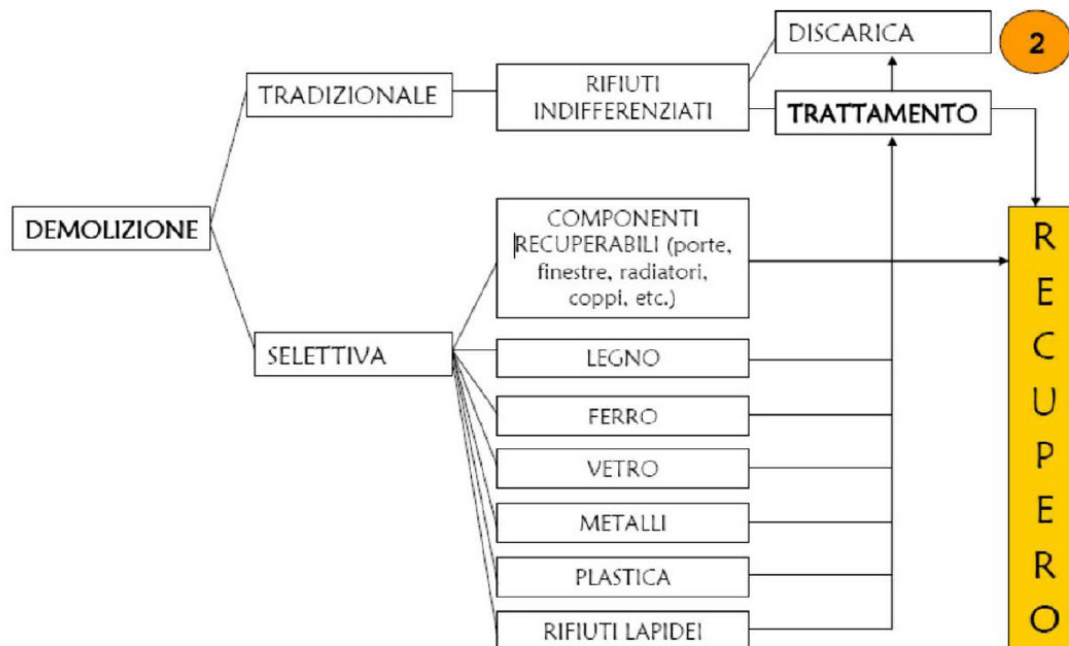 DISCARICA
2
TRADIZIONALE
RIFIUTI
INDIFFERENZIATI
TRATTAMENTO
DEMOLIZIONE
COMPONENTI
RECUPERABILI (porte,
finestre, radiatori,
coppi, etc.)
SELETTIVA
LEGNO
FERRO
VETRO
METALLI
PLASTICA
RIFIUTI LAPIDEI
R
E
C
U
P
E
R
O